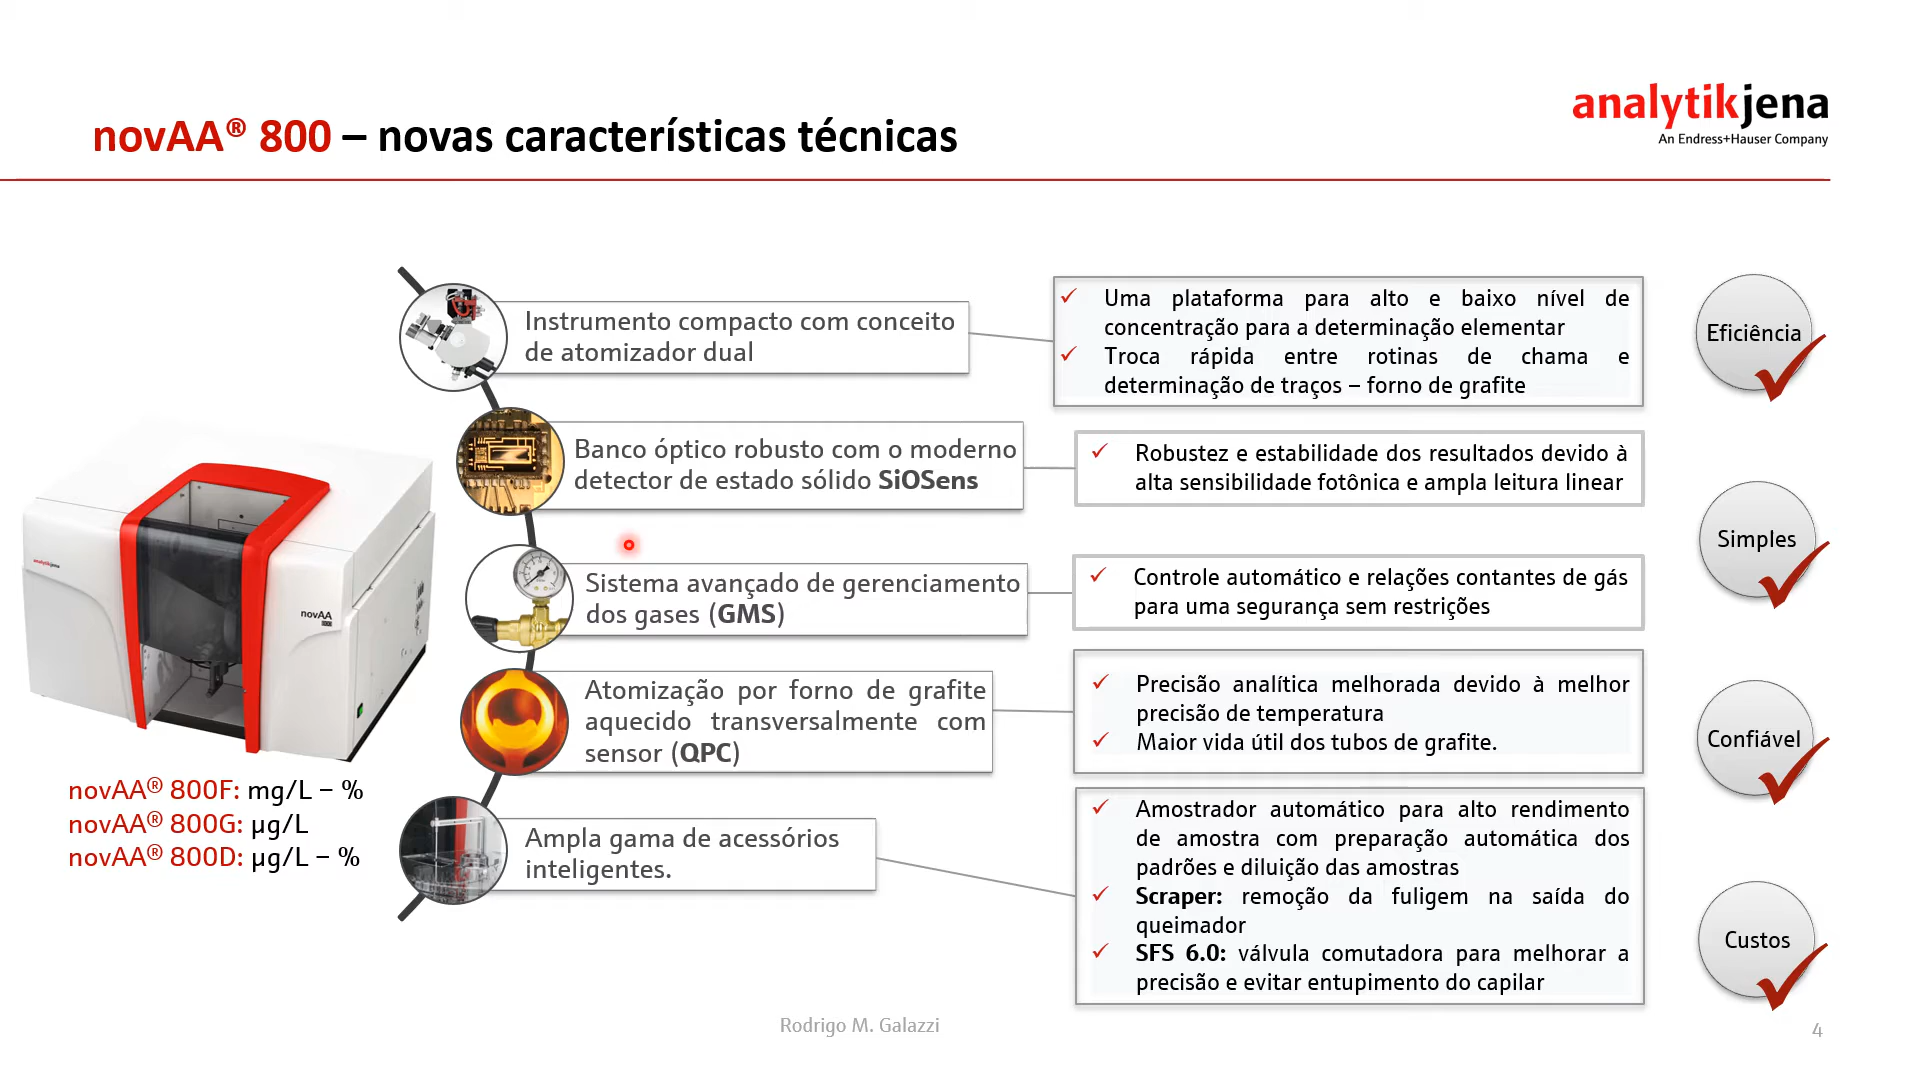 analytikjena
An Endress+Hauser Company
novAA® 800 – novas características técnicas
Instrumento compacto com conceito
de atomizador dual
Uma plataforma para alto e baixo nível de
concentração para a determinação elementar
Troca rápida entre rotinas de chama e
determinação de traços – forno de grafite
Eficiência
Banco óptico robusto com o moderno
detector de estado sólido SiOSens
Robustez e estabilidade dos resultados devido à
alta sensibilidade fotônica e ampla leitura linear
Simples
Sistema avançado de gerenciamento
dos gases (GMS)
Controle automático e relações contantes de gás
para uma segurança sem restrições
Atomização por forno de grafite
aquecido transversalmente com
sensor (QPC)
Precisão analítica melhorada devido à melhor
precisão de temperatura
Maior vida útil dos tubos de grafite.
Confiável
Ampla gama de acessórios
inteligentes.
Amostrador automático para alto rendimento
de amostra com preparação automática dos
padrões e diluição das amostras
Scraper: remoção da fuligem na saída do
queimador
SFS 6.0: válvula comutadora para melhorar a
precisão e evitar entupimento do capilar
Custos
analytikjena
novAA
800
novAA® 800F: mg/L – %
novAA® 800G: µg/L
novAA® 800D: µg/L – %
Rodrigo M. Galazzi
4